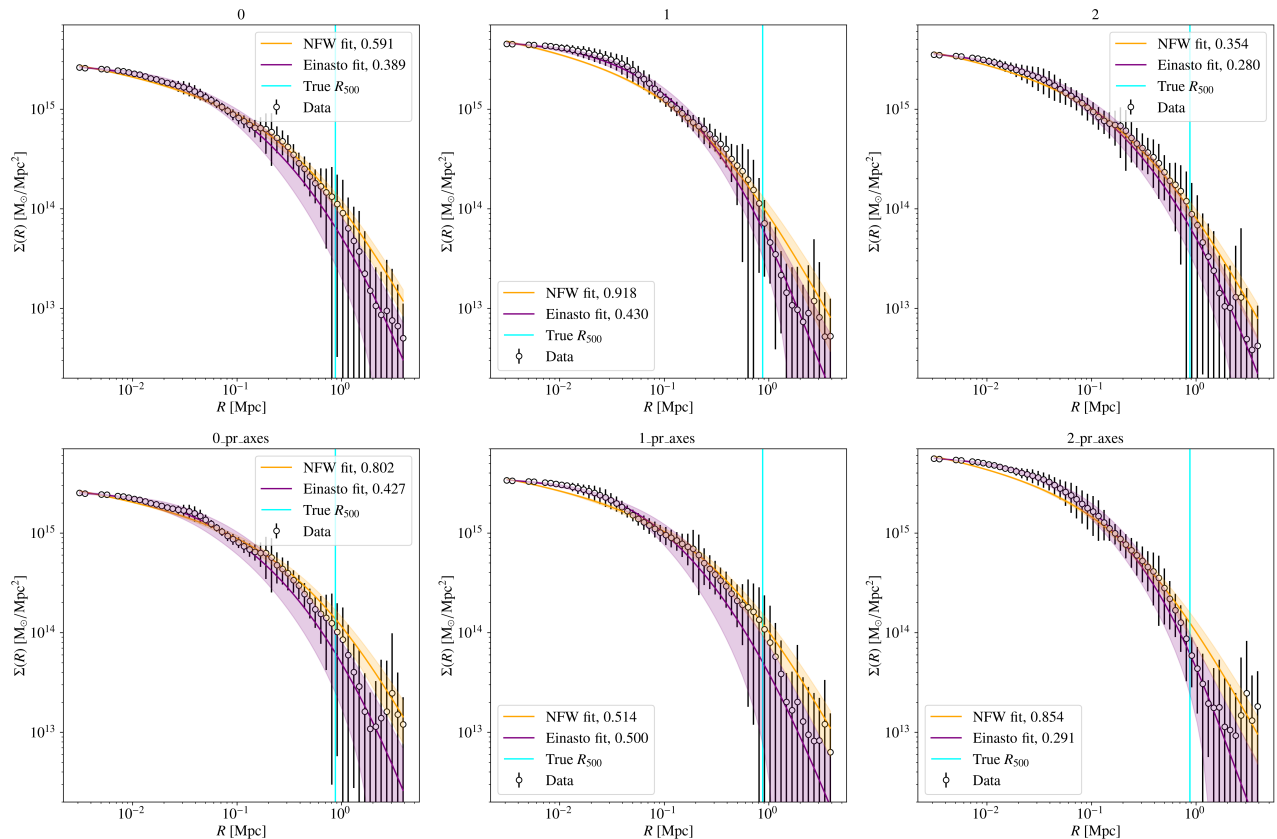 0
NFW fit, 0.591
Einasto fit, 0.389
True R500
Data
10^15
10^14
10^13
Σ(R) [M⊙/Mpc²]
10^-2
10^-1
10^0
R [Mpc]
1
NFW fit, 0.918
Einasto fit, 0.430
True R500
Data
10^15
10^14
10^13
Σ(R) [M⊙/Mpc²]
10^-2
10^-1
10^0
R [Mpc]
2
NFW fit, 0.354
Einasto fit, 0.280
True R500
Data
10^15
10^14
10^13
Σ(R) [M⊙/Mpc²]
10^-2
10^-1
10^0
R [Mpc]
0_pr_axes
NFW fit, 0.802
Einasto fit, 0.427
True R500
Data
10^15
10^14
10^13
Σ(R) [M⊙/Mpc²]
10^-2
10^-1
10^0
R [Mpc]
1_pr_axes
NFW fit, 0.514
Einasto fit, 0.500
True R500
Data
10^15
10^14
10^13
Σ(R) [M⊙/Mpc²]
10^-2
10^-1
10^0
R [Mpc]
2_pr_axes
NFW fit, 0.854
Einasto fit, 0.291
True R500
Data
10^15
10^14
10^13
Σ(R) [M⊙/Mpc²]
10^-2
10^-1
10^0
R [Mpc]